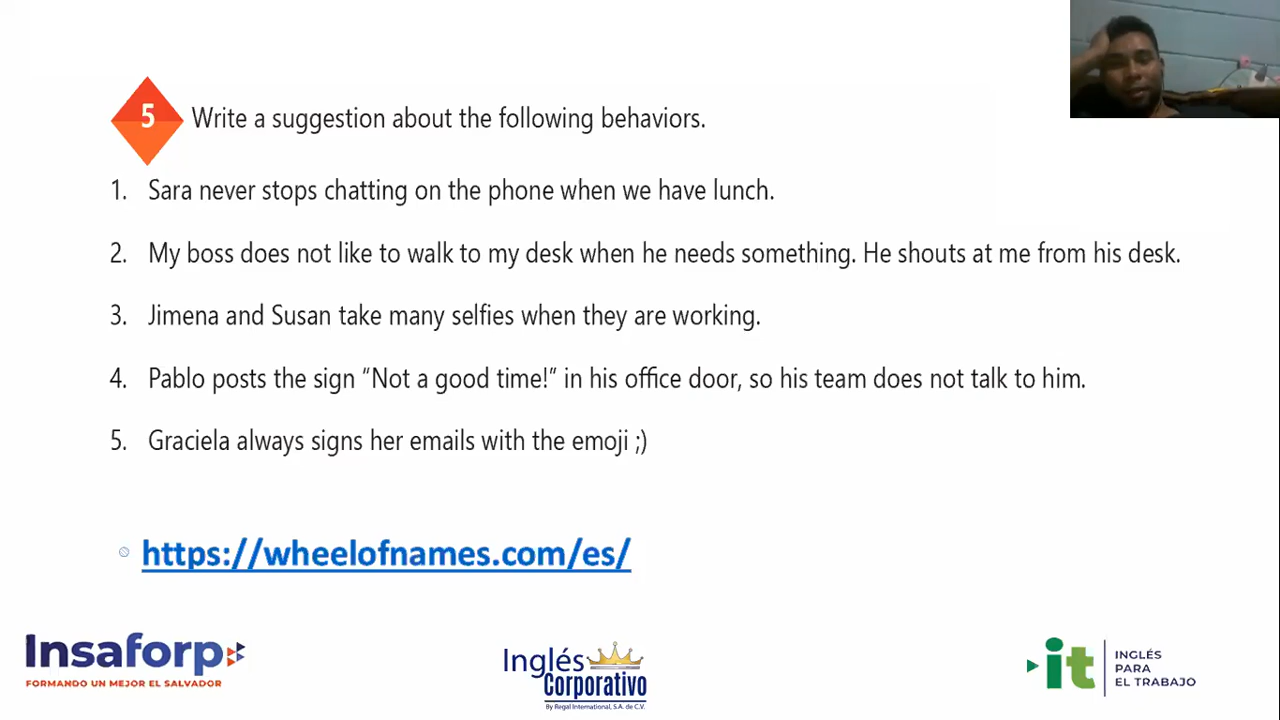 5 Write a suggestion about the following behaviors.
1. Sara never stops chatting on the phone when we have lunch.
2. My boss does not like to walk to my desk when he needs something. He shouts at me from his desk.
3. Jimena and Susan take many selfies when they are working.
4. Pablo posts the sign “Not a good time!” in his office door, so his team does not talk to him.
5. Graciela always signs her emails with the emoji ;)
https://wheelofnames.com/es/
Insaforp
FORMANDO UN MEJOR EL SALVADOR
Inglés
Corporativo
By Regal International, S.A. de C.V.
it
INGLÉS
PARA
EL TRABAJO